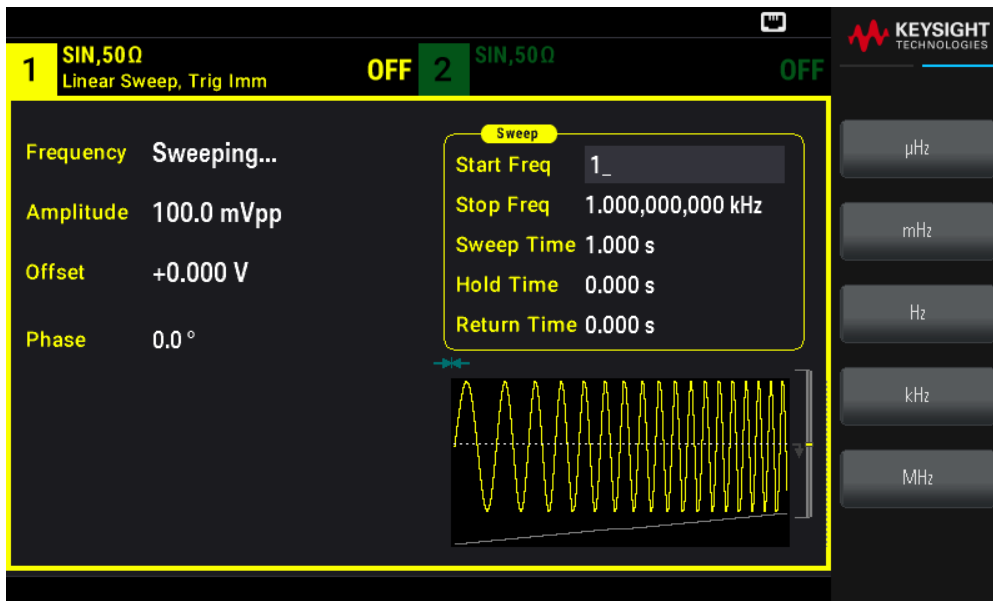 KEYSIGHT
TECHNOLOGIES
1
SIN,50Ω
Linear Sweep, Trig Imm
OFF
2
SIN,50Ω
OFF
Frequency Sweeping...
Amplitude 100.0 mVpp
Offset +0.000 V
Phase 0.0 °
Sweep
Start Freq 1_
Stop Freq 1.000,000,000 kHz
Sweep Time 1.000 s
Hold Time 0.000 s
Return Time 0.000 s
µHz
mHz
Hz
kHz
MHz